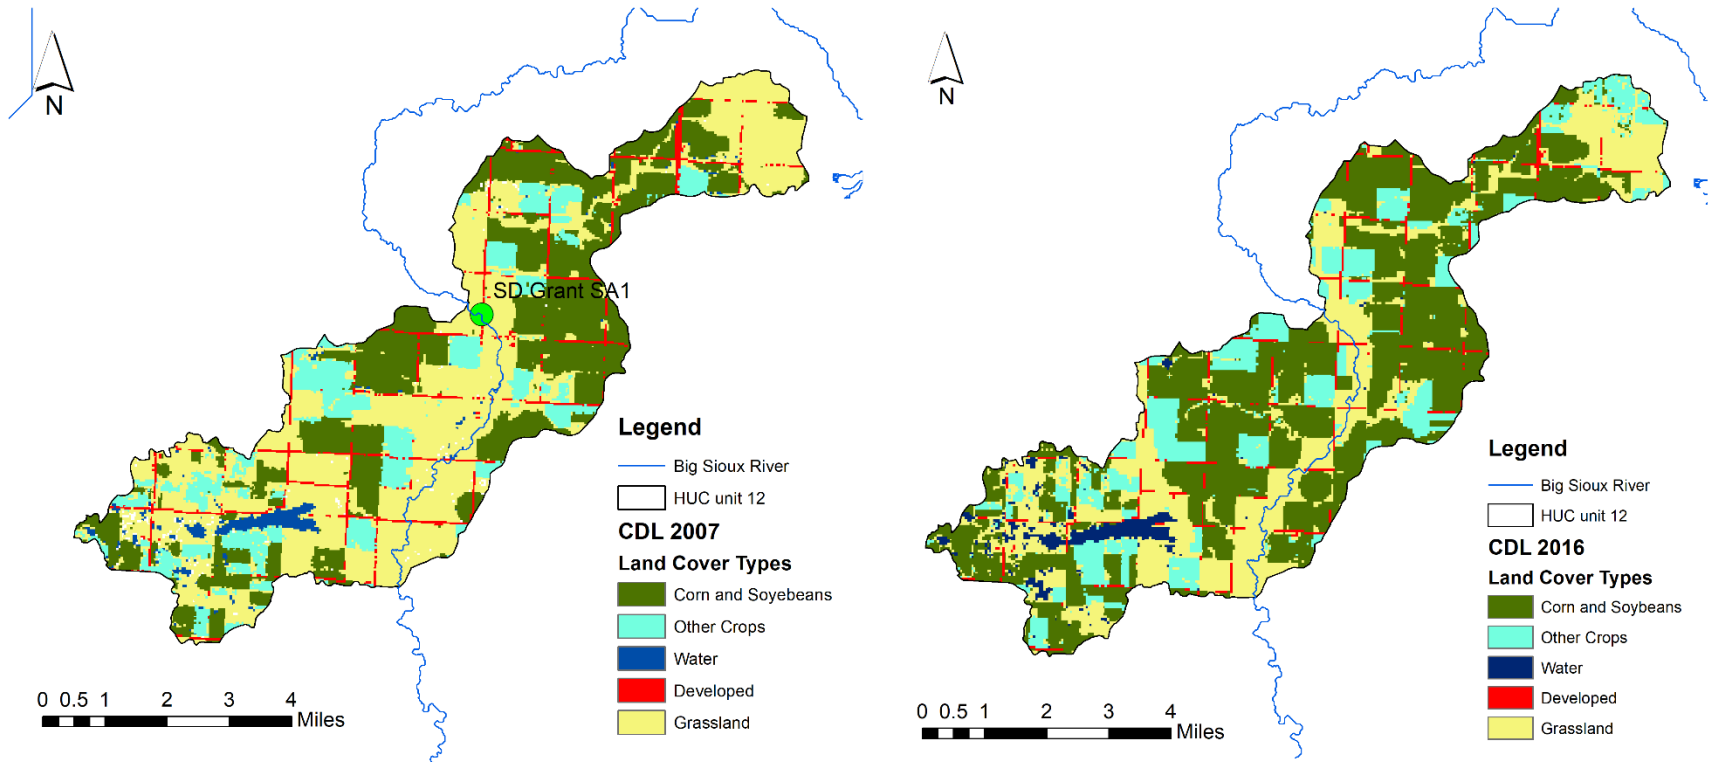 N
SD Grant SA1
Legend
Big Sioux River
HUC unit 12
CDL 2007
Land Cover Types
Corn and Soyebeans
Other Crops
Water
Developed
Grassland
0 0.5 1 2 3 4
Miles
N
Legend
Big Sioux River
HUC unit 12
CDL 2016
Land Cover Types
Corn and Soybeans
Other Crops
Water
Developed
Grassland
0 0.5 1 2 3 4
Miles